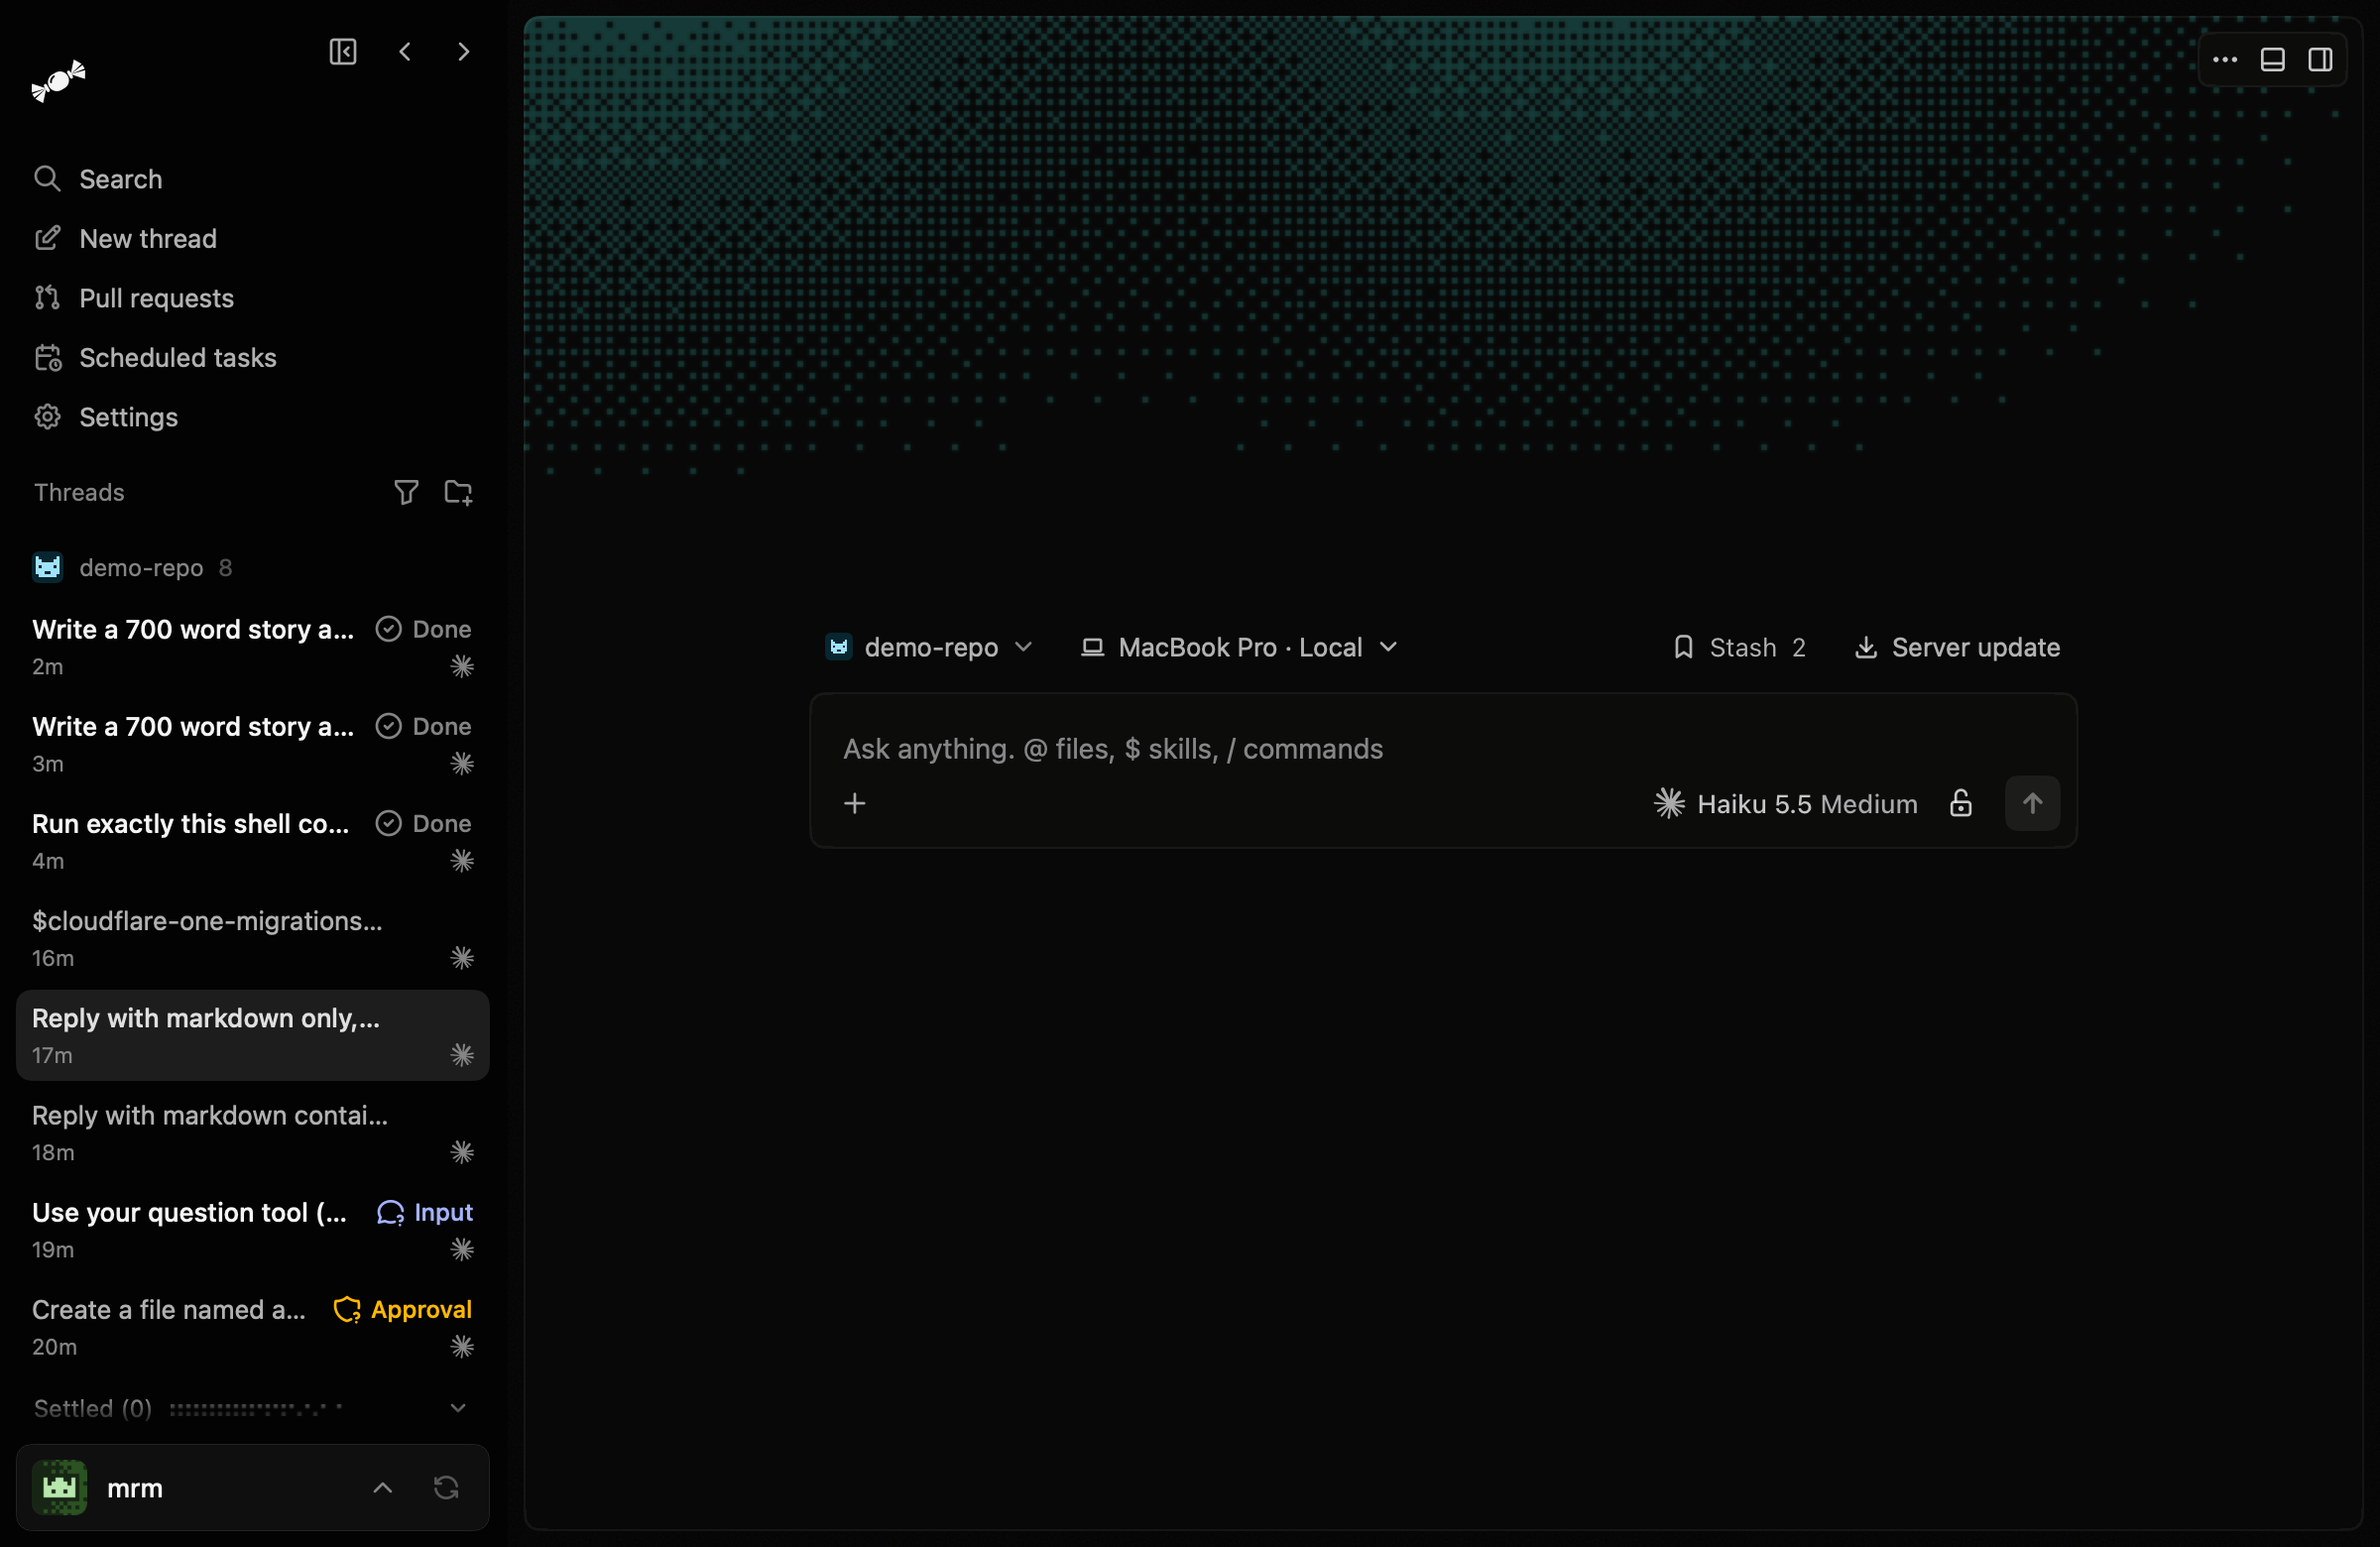 Search
New thread
Pull requests
Scheduled tasks
Settings
Threads
demo-repo 8
Write a 700 word story a... Done
2m
Write a 700 word story a... Done
3m
Run exactly this shell co... Done
4m
$cloudflare-one-migrations...
16m
Reply with markdown only,...
17m
Reply with markdown contai...
18m
Use your question tool (... Input
19m
Create a file named a... Approval
20m
Settled (0)
mrm
demo-repo MacBook Pro · Local Stash 2 Server update
Ask anything. @ files, $ skills, / commands
Haiku 5.5 Medium